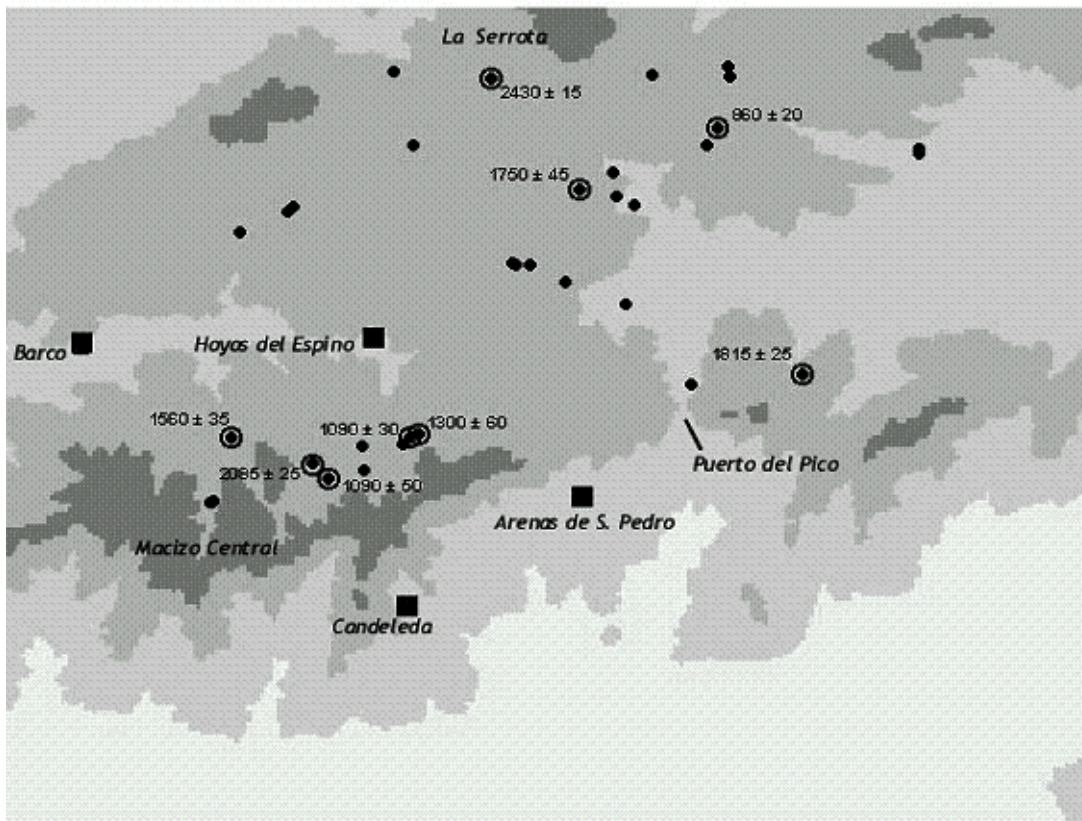 La Serrota
2430 ± 15
860 ± 20
1750 ± 45
Barco
Hoyos del Espino
1815 ± 25
1560 ± 35
1090 ± 30
1300 ± 60
2085 ± 25
1090 ± 50
Puerto del Pico
Arenas de S. Pedro
Macizo Central
Candeleda